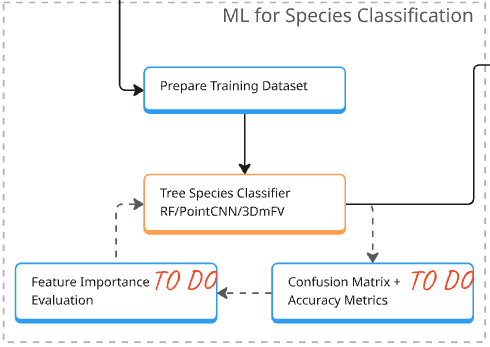 ML for Species Classification
Prepare Training Dataset
Tree Species Classifier
RF/PointCNN/3DmFV
Feature Importance
Evaluation
TO DO
Confusion Matrix +
Accuracy Metrics
TO DO